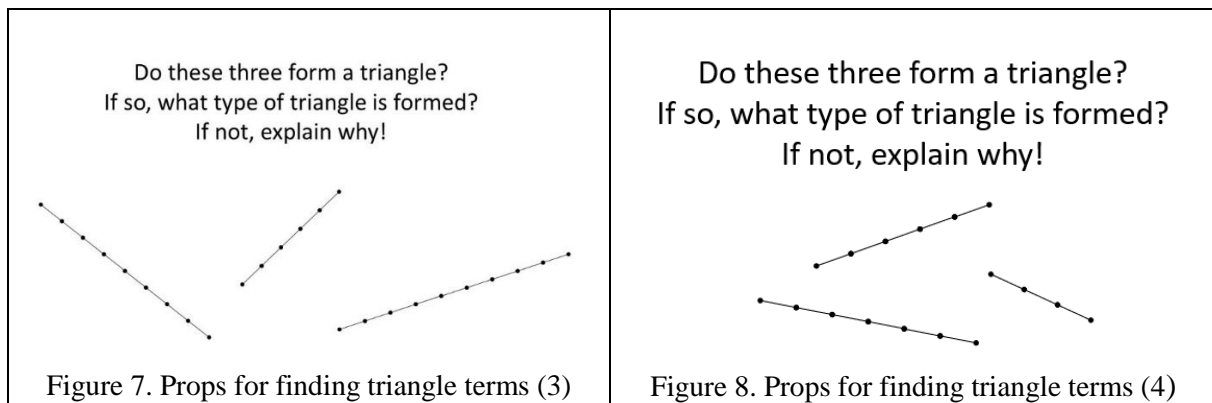 Do these three form a triangle?
If so, what type of triangle is formed?
If not, explain why!
Figure 7. Props for finding triangle terms (3)
Do these three form a triangle?
If so, what type of triangle is formed?
If not, explain why!
Figure 8. Props for finding triangle terms (4)